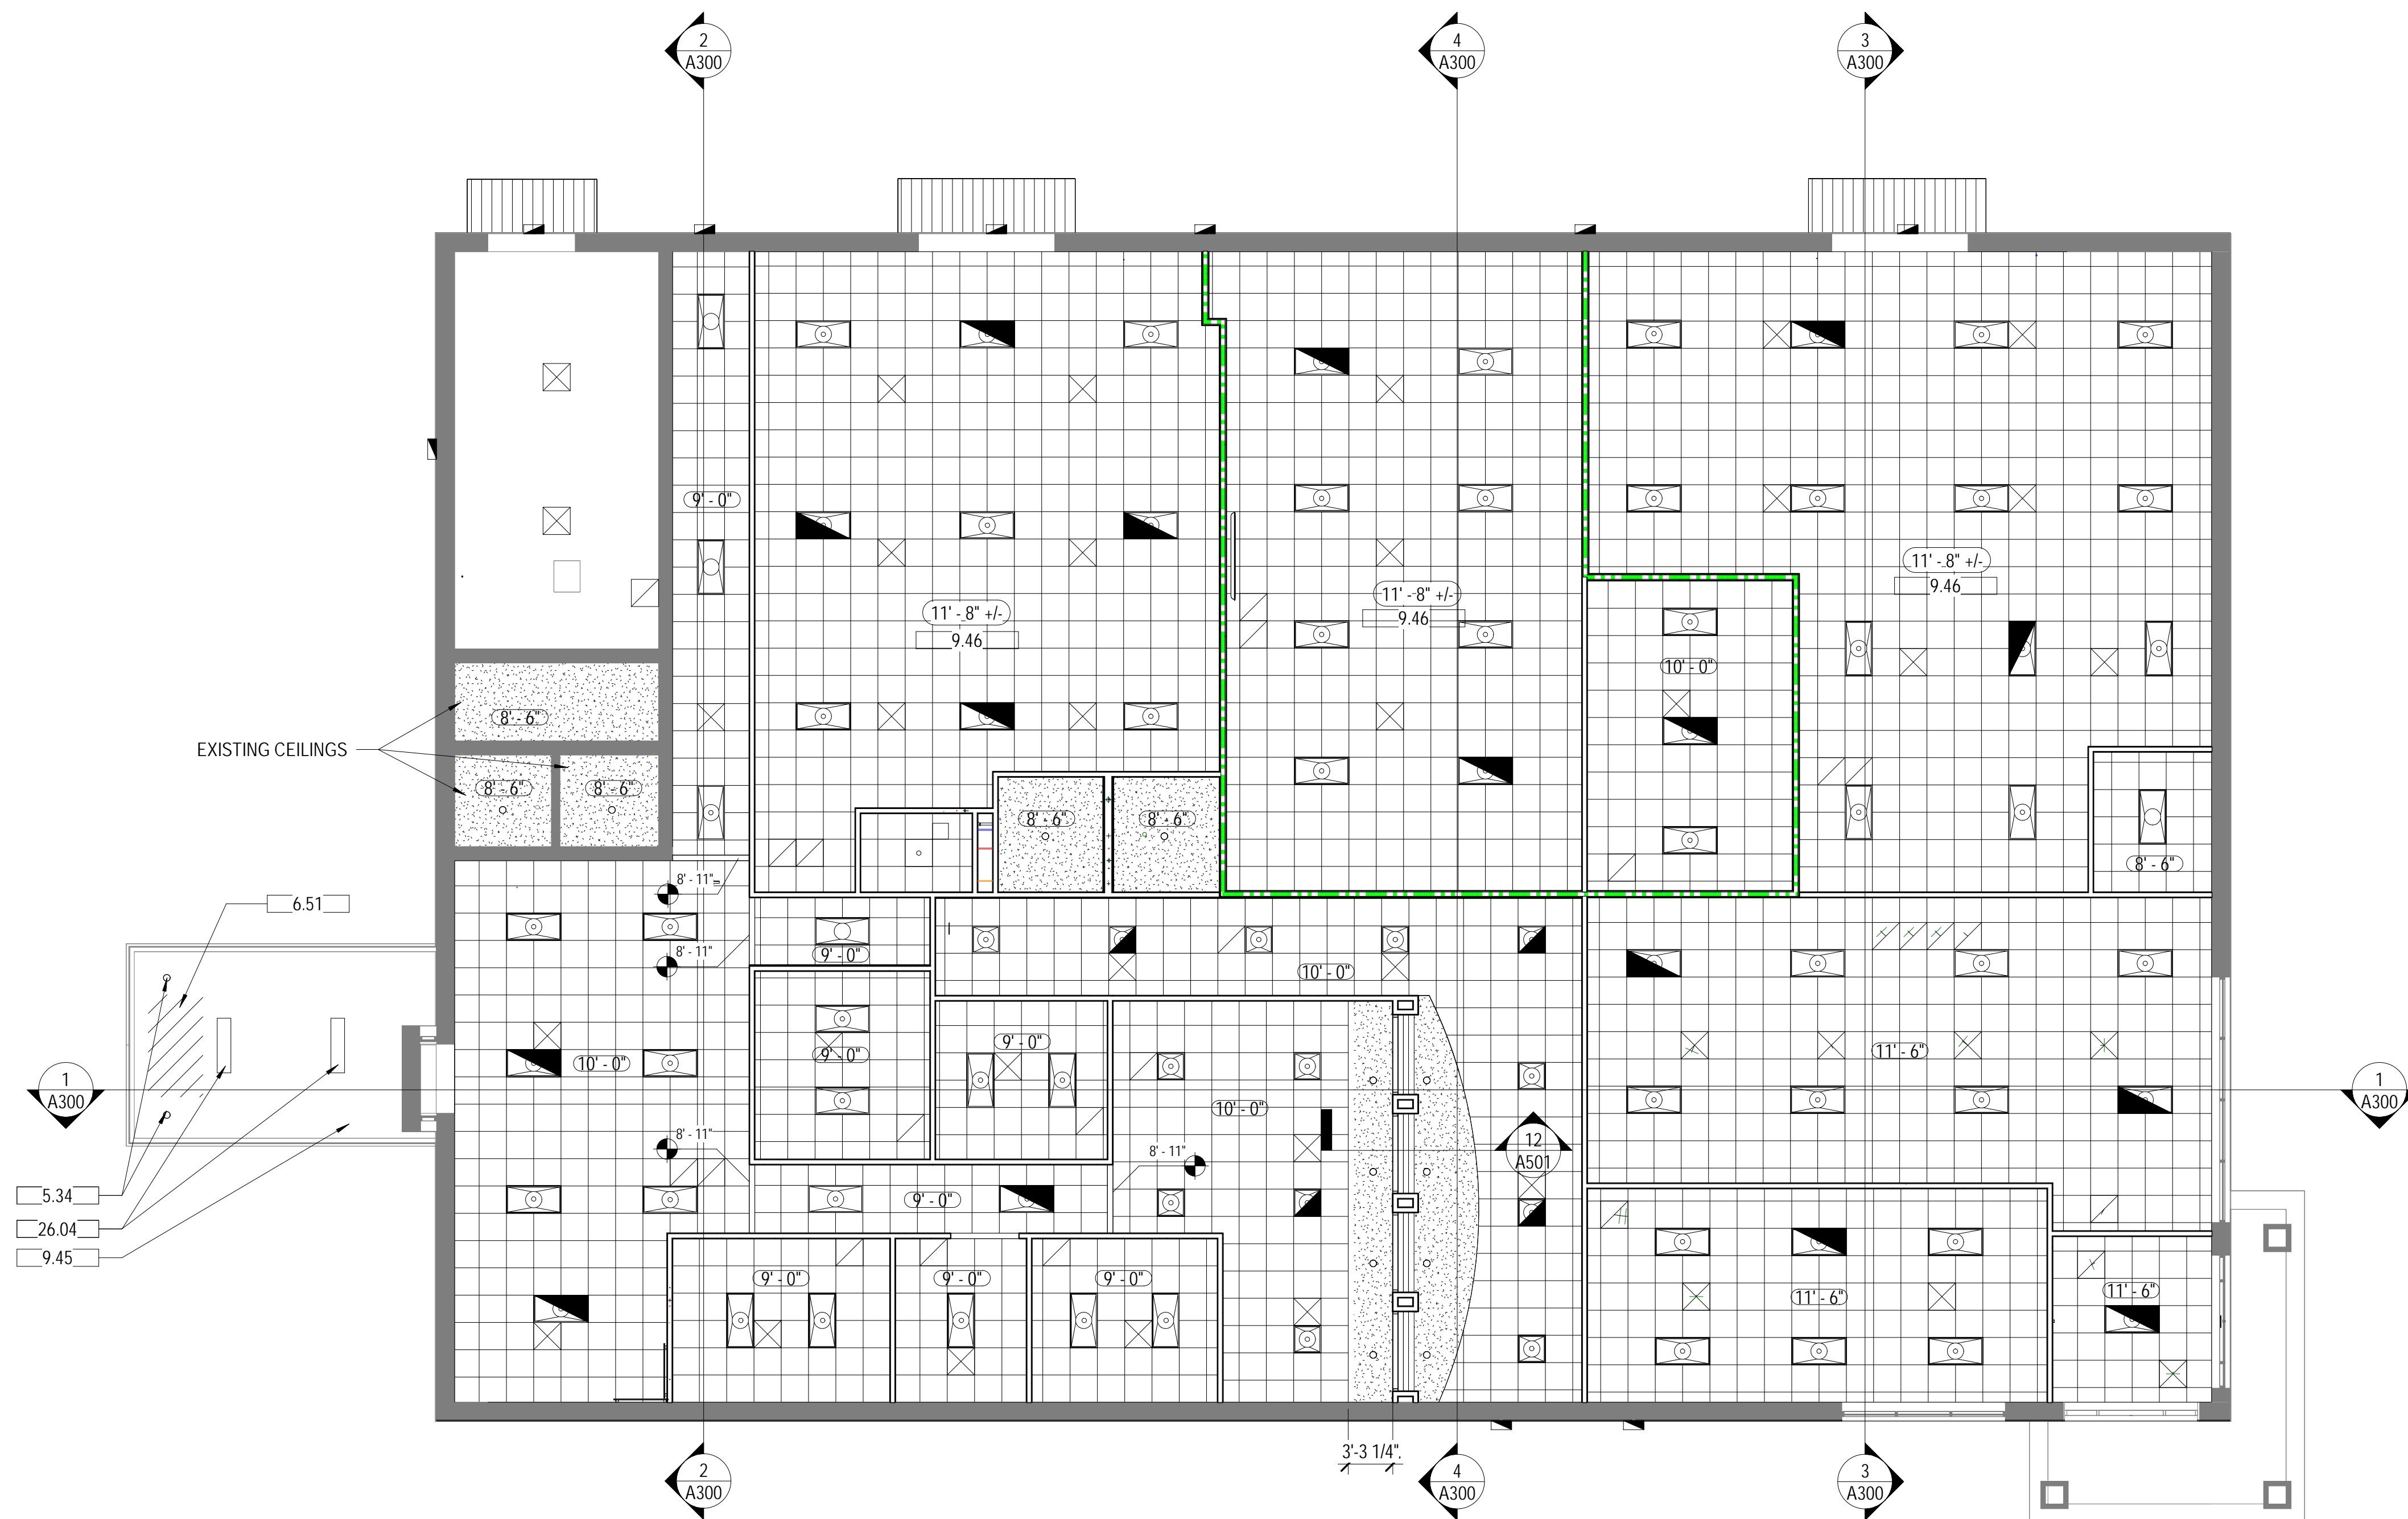 2
A300
4
A300
3
A300
9' - 0"
11' - 8" +/-
9.46
11' - 8" +/-
9.46
11' - 8" +/-
9.46
10' - 0"
8' - 6"
EXISTING CEILINGS
8' - 6"
8' - 6"
8' - 6"
8' - 6"
8' - 6"
8' - 11"
6.51
8' - 11"
9' - 0"
10' - 0"
9' - 0"
9' - 0"
10' - 0"
11' - 6"
1
A300
1
A300
10' - 0"
8' - 11"
8' - 11"
12
A501
5.34
26.04
9.45
9' - 0"
9' - 0"
9' - 0"
9' - 0"
11' - 6"
11' - 6"
3'-3 1/4".
2
A300
4
A300
3
A300